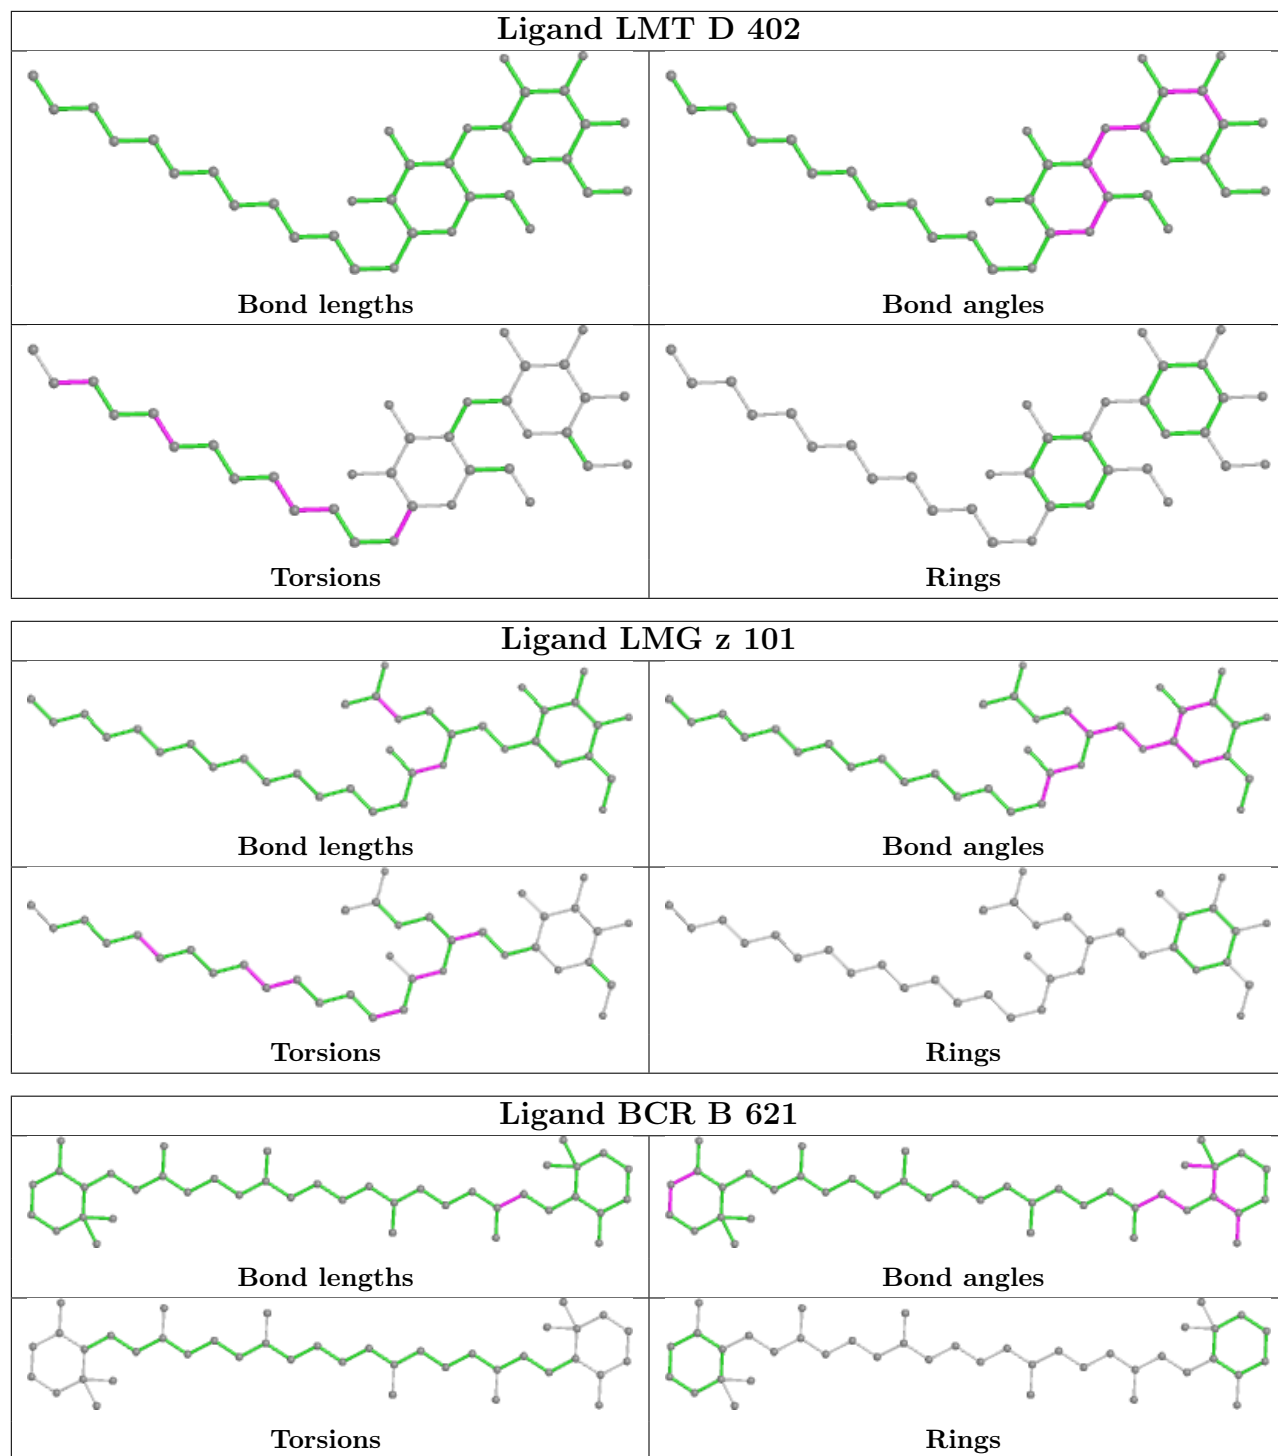 Ligand LMT D 402
Bond lengths
Bond angles
Torsions
Rings
Ligand LMG z 101
Bond lengths
Bond angles
Torsions
Rings
Ligand BCR B 621
Bond lengths
Bond angles
Torsions
Rings